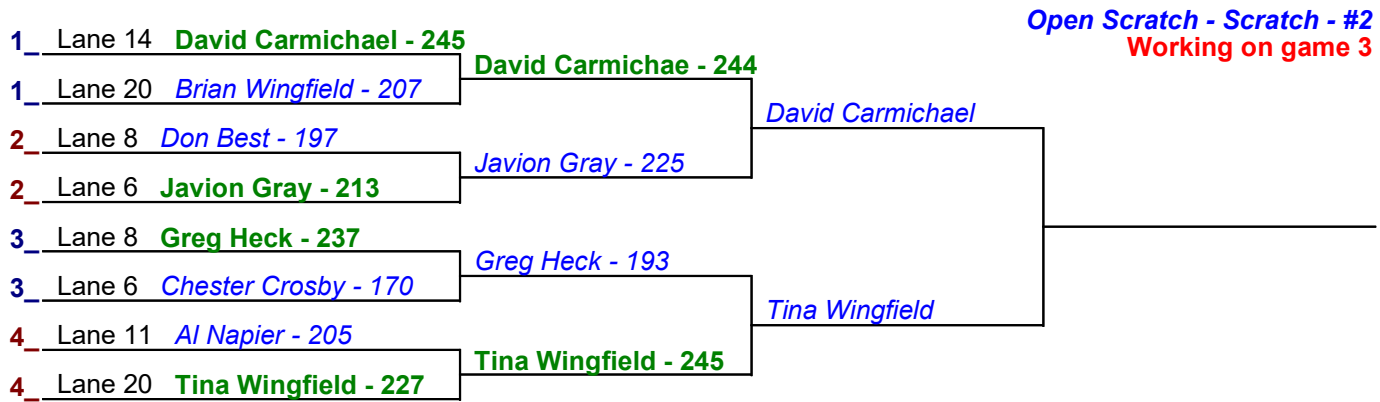 Open Scratch - Scratch - #2
Working on game 3
1_ Lane 14 David Carmichael - 245
David Carmichae - 244
1_ Lane 20 Brian Wingfield - 207
David Carmichael
2_ Lane 8 Don Best - 197
Javion Gray - 225
2_ Lane 6 Javion Gray - 213
3_ Lane 8 Greg Heck - 237
Greg Heck - 193
3_ Lane 6 Chester Crosby - 170
Tina Wingfield
4_ Lane 11 Al Napier - 205
Tina Wingfield - 245
4_ Lane 20 Tina Wingfield - 227